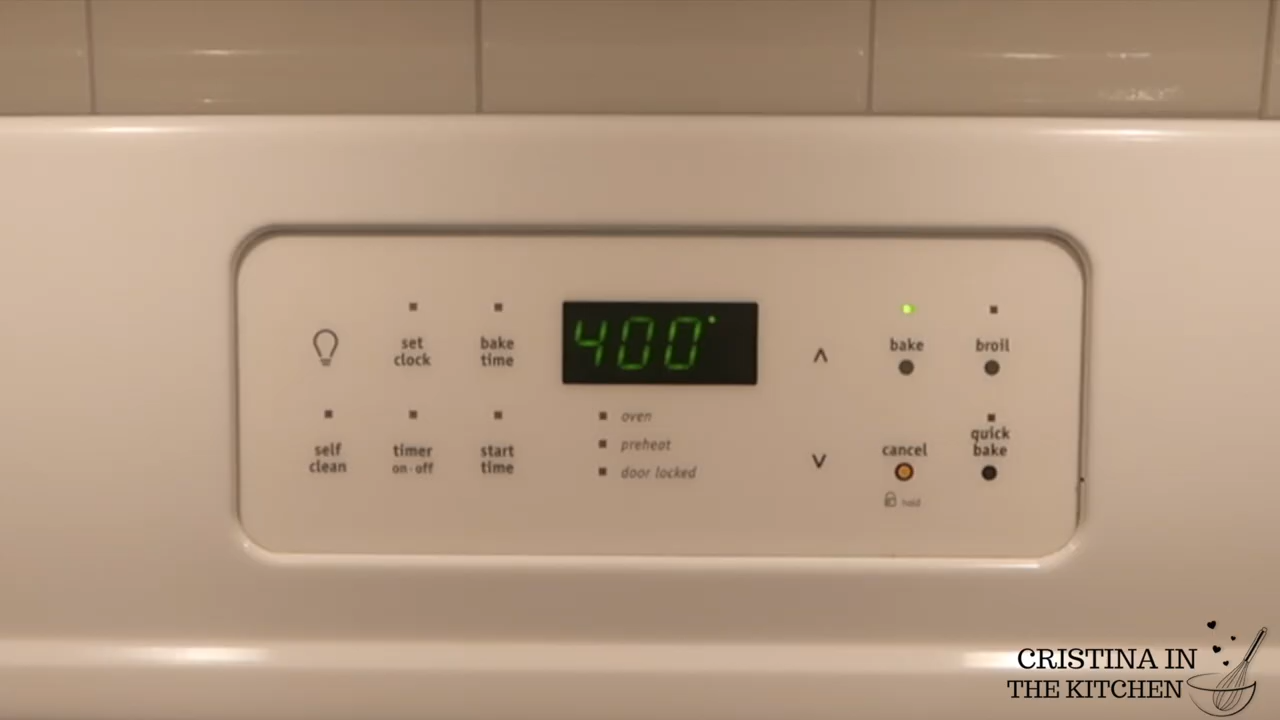 400°
set
clock
bake
time
bake
broil
self
clean
timer
on·off
start
time
oven
preheat
door locked
cancel
hold
quick
bake
CRISTINA IN
THE KITCHEN